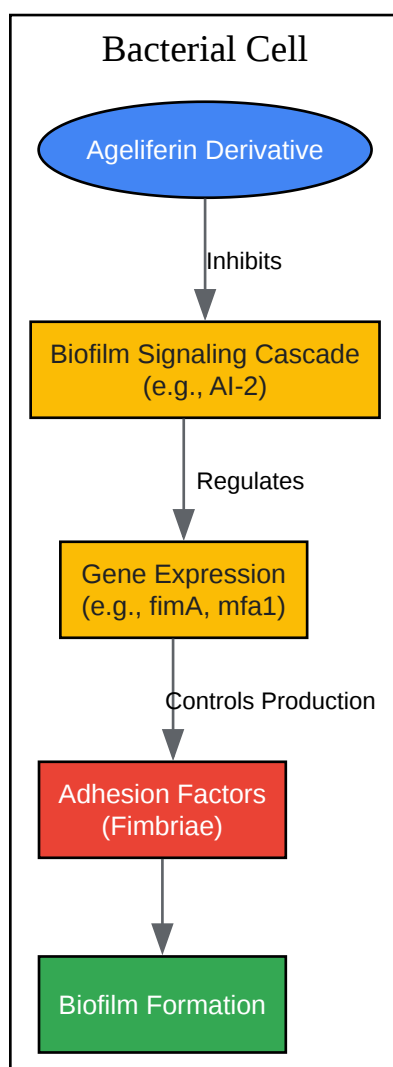 Bacterial Cell
Ageliferin Derivative
Inhibits
Biofilm Signaling Cascade
(e.g., AI-2)
Regulates
Gene Expression
(e.g., fimA, mfa1)
Controls Production
Adhesion Factors
(Fimbriae)
Biofilm Formation